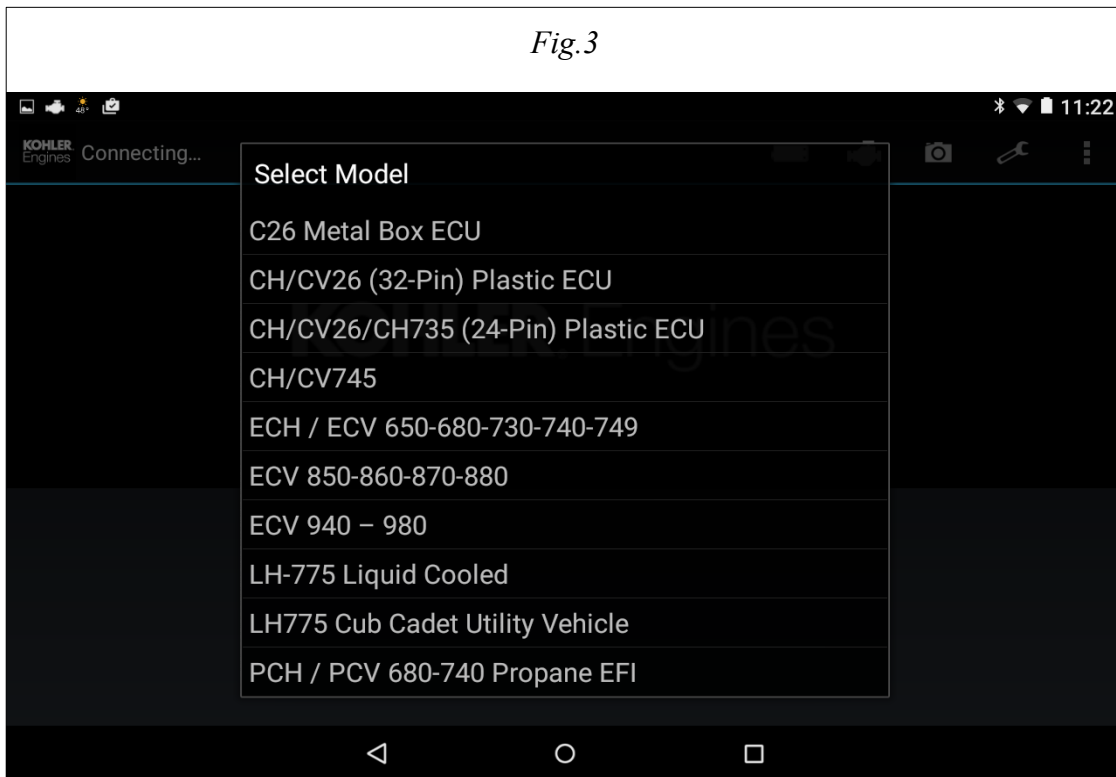 Fig.3
48° 11:22
KOHLER Engines Connecting...
Select Model
C26 Metal Box ECU
CH/CV26 (32-Pin) Plastic ECU
CH/CV26/CH735 (24-Pin) Plastic ECU
KOHLER Engines
CH/CV745
ECH / ECV 650-680-730-740-749
ECV 850-860-870-880
ECV 940 – 980
LH-775 Liquid Cooled
LH775 Cub Cadet Utility Vehicle
PCH / PCV 680-740 Propane EFI